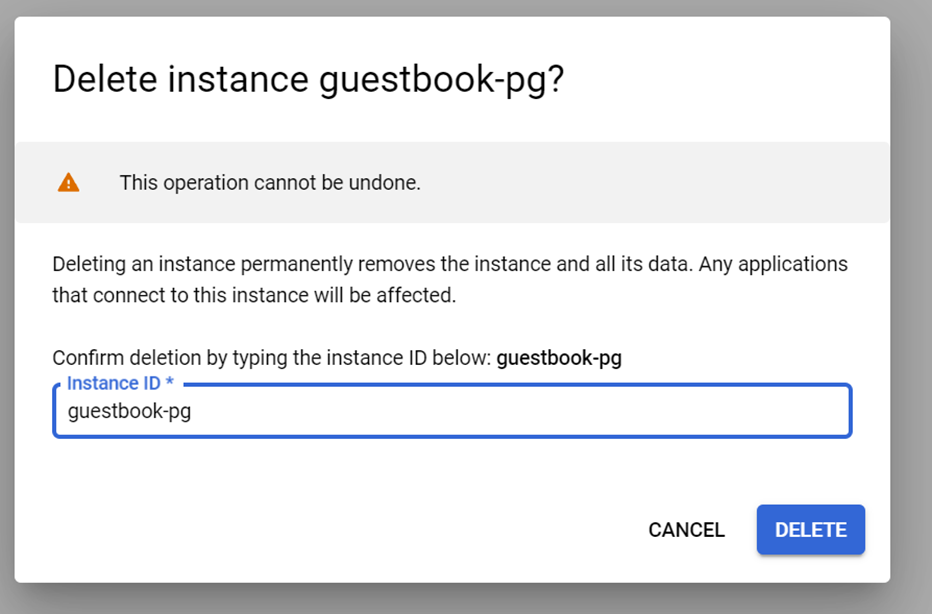 Delete instance guestbook-pg?
This operation cannot be undone.
Deleting an instance permanently removes the instance and all its data. Any applications
that connect to this instance will be affected.
Confirm deletion by typing the instance ID below: guestbook-pg
Instance ID *
guestbook-pg
CANCEL DELETE